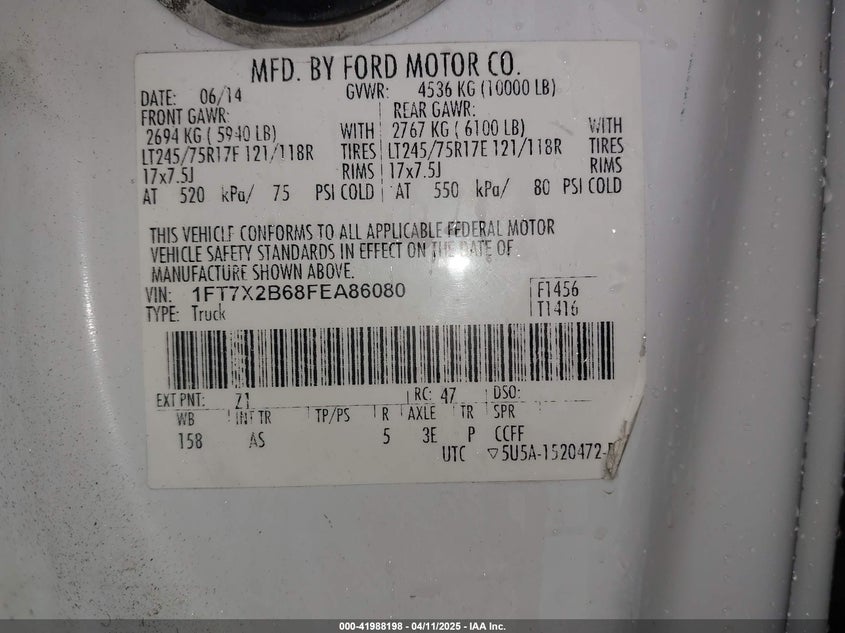 MFD. BY FORD MOTOR CO.
DATE: 06/14 GVWR: 4536 KG (10000 LB)
FRONT GAWR: REAR GAWR:
2694 KG ( 5940 LB) WITH 2767 KG ( 6100 LB) WITH
LT245/75R17F 121/118R TIRES LT245/75R17E 121/118R TIRES
17x7.5J RIMS 17x7.5J RIMS
AT 520 kPa/ 75 PSI COLD AT 550 kPa/ 80 PSI COLD
THIS VEHICLE CONFORMS TO ALL APPLICABLE FEDERAL MOTOR
VEHICLE SAFETY STANDARDS IN EFFECT ON THE DATE OF
MANUFACTURE SHOWN ABOVE.
VIN: 1FT7X2B68FEA86080 F1456
TYPE: Truck T1416
EXT PNT: Z1 RC: 47 DSO:
WB INT TR TP/PS R AXLE TR SPR
158 AS 5 3E P CCFF
UTC ▽5U5A-1520472-
000-41988198 - 04/11/2025 - IAA Inc.